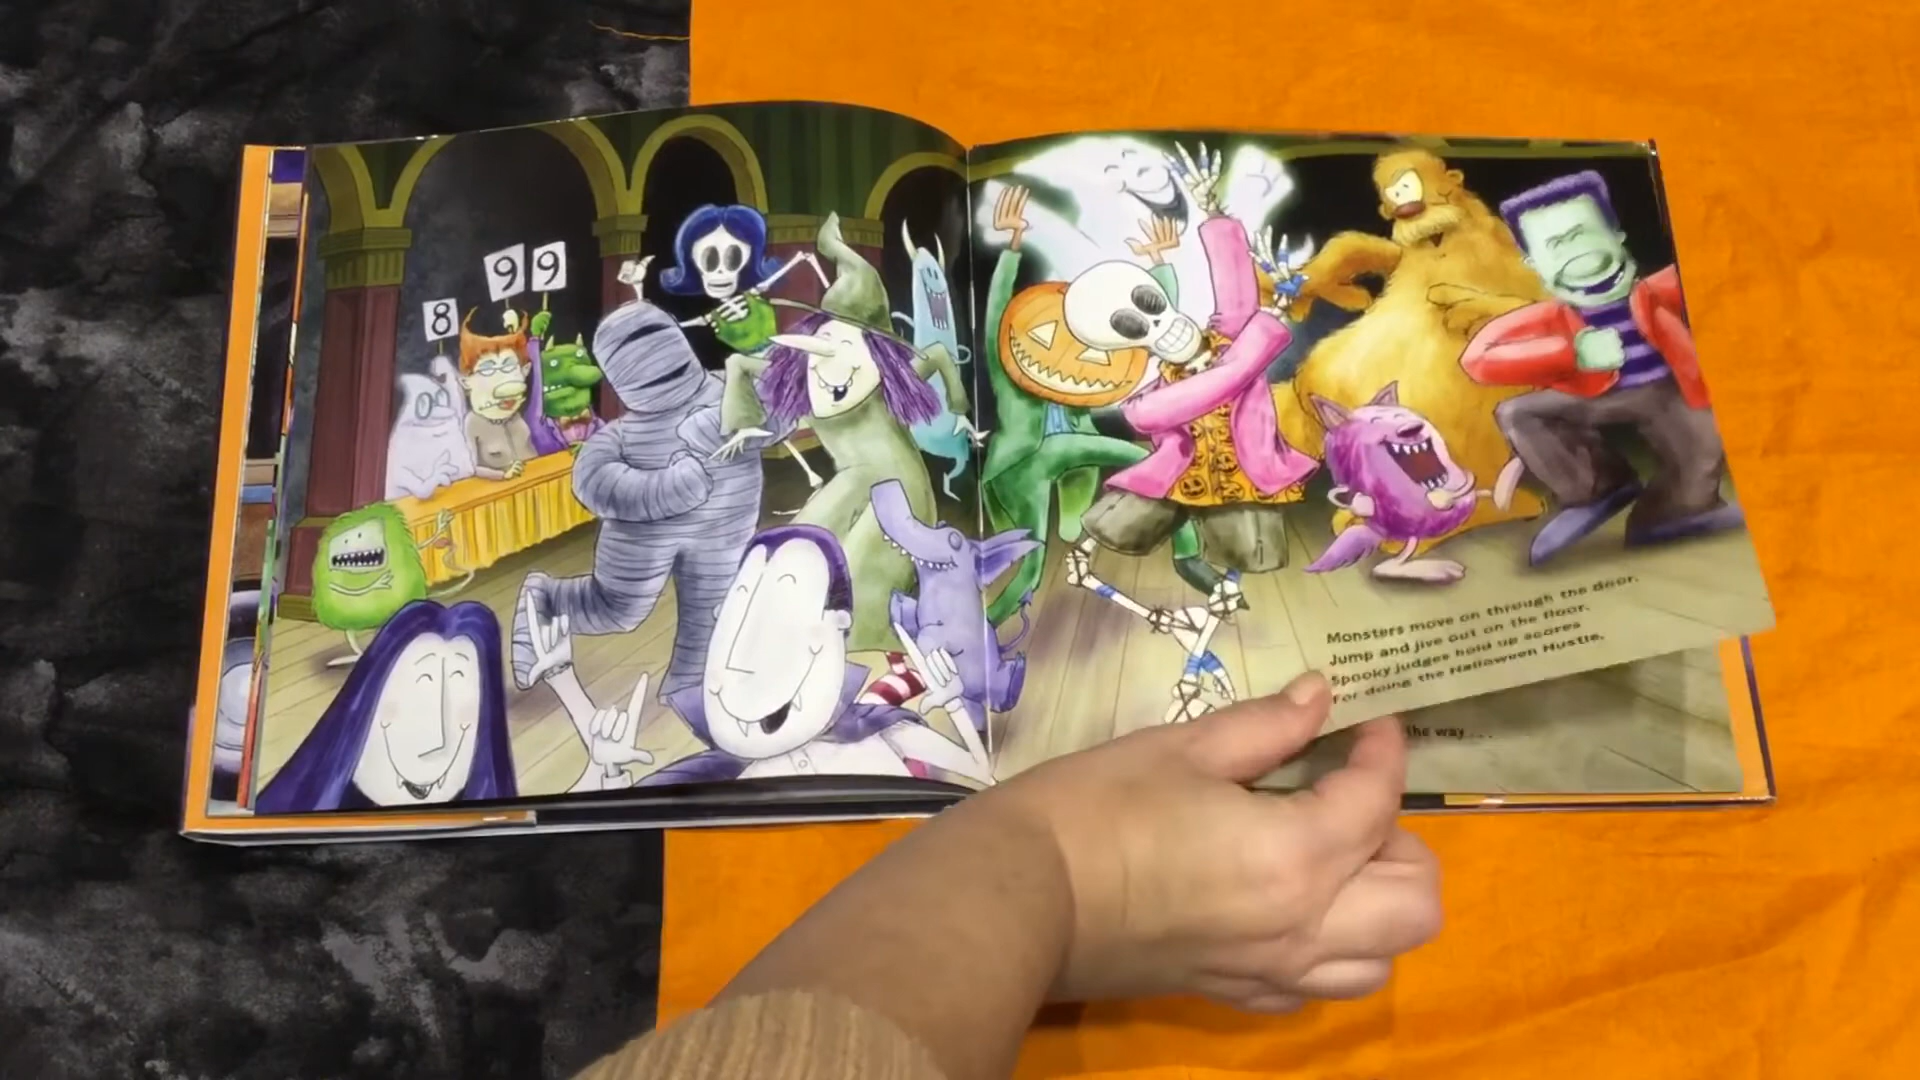 8
9
9
Monsters move on through the door.
Jump and jive out on the floor.
Spooky judges hold up scores
For doing the Halloween Hustle.
the way . . .